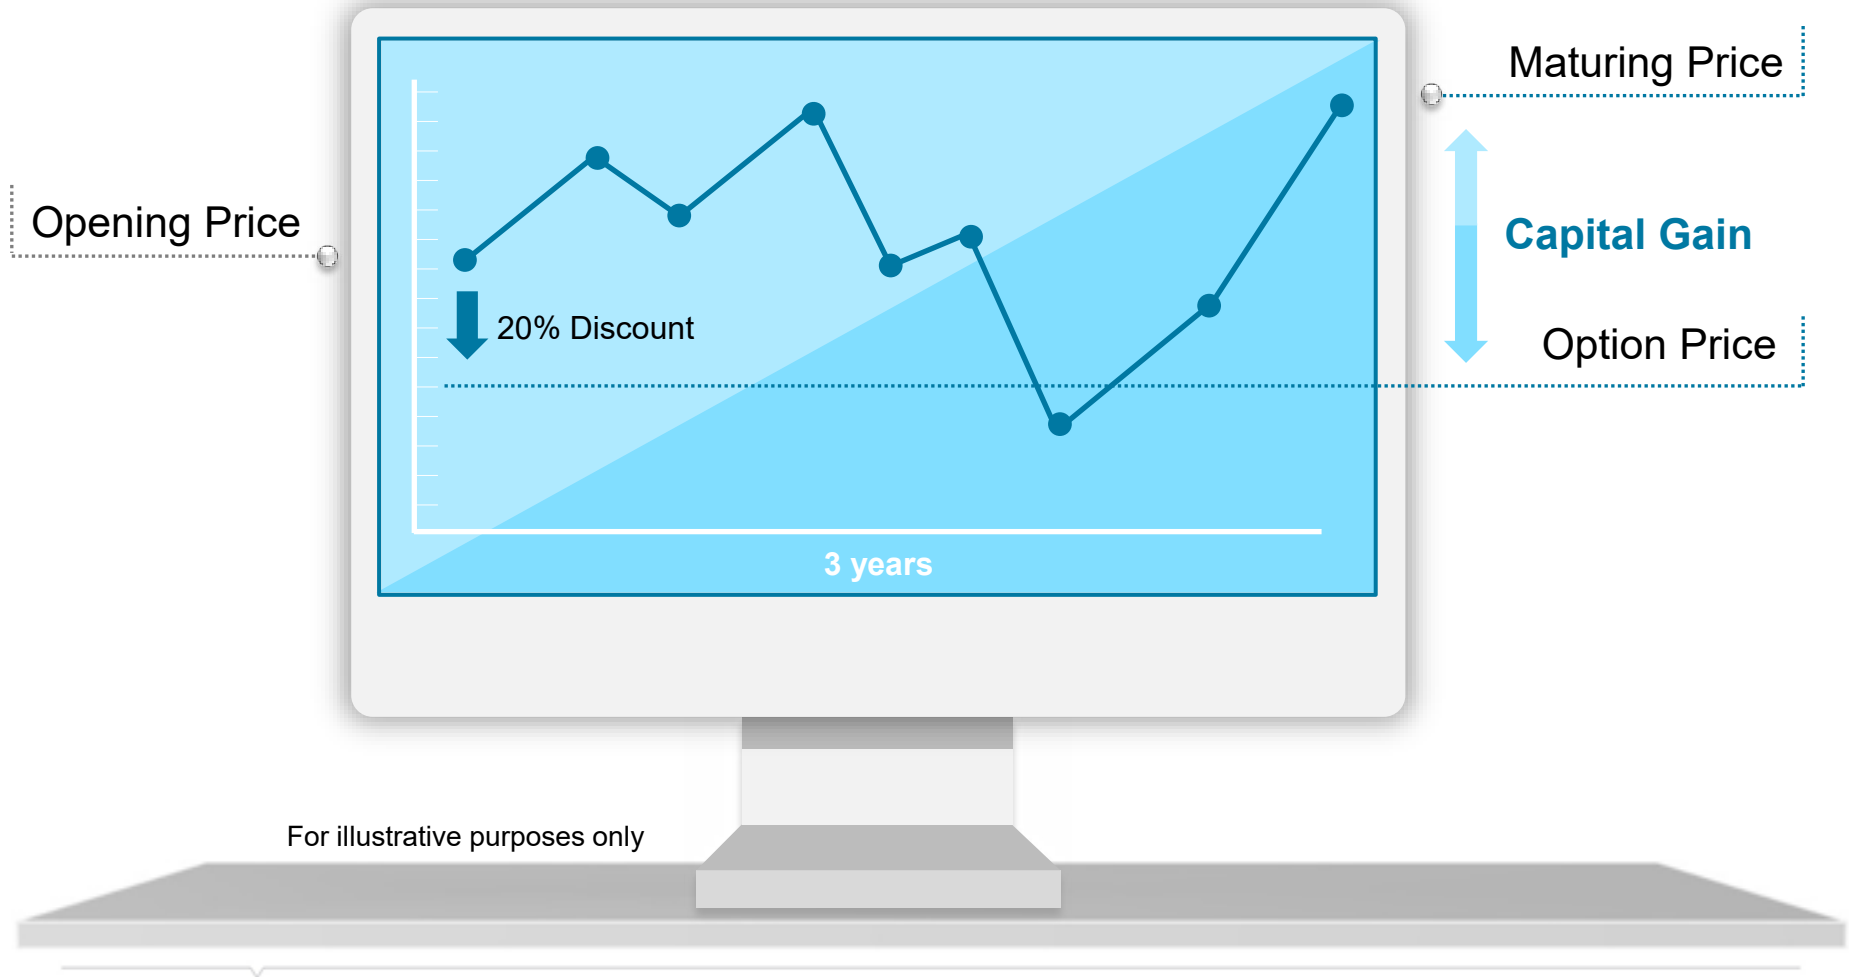 Maturing Price
Opening Price
Capital Gain
20% Discount
Option Price
3 years
For illustrative purposes only